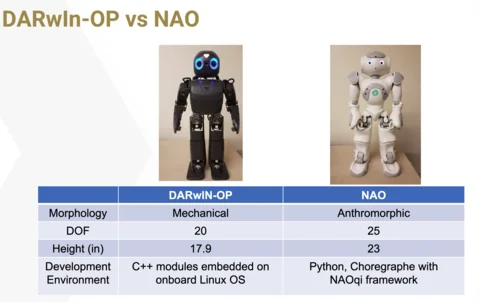 DARwIn-OP vs NAO
DARwIN-OP NAO
Morphology Mechanical Anthromorphic
DOF 20 25
Height (in) 17.9 23
Development C++ modules embedded on Python, Choregraphe with
Environment onboard Linux OS NAOqi framework